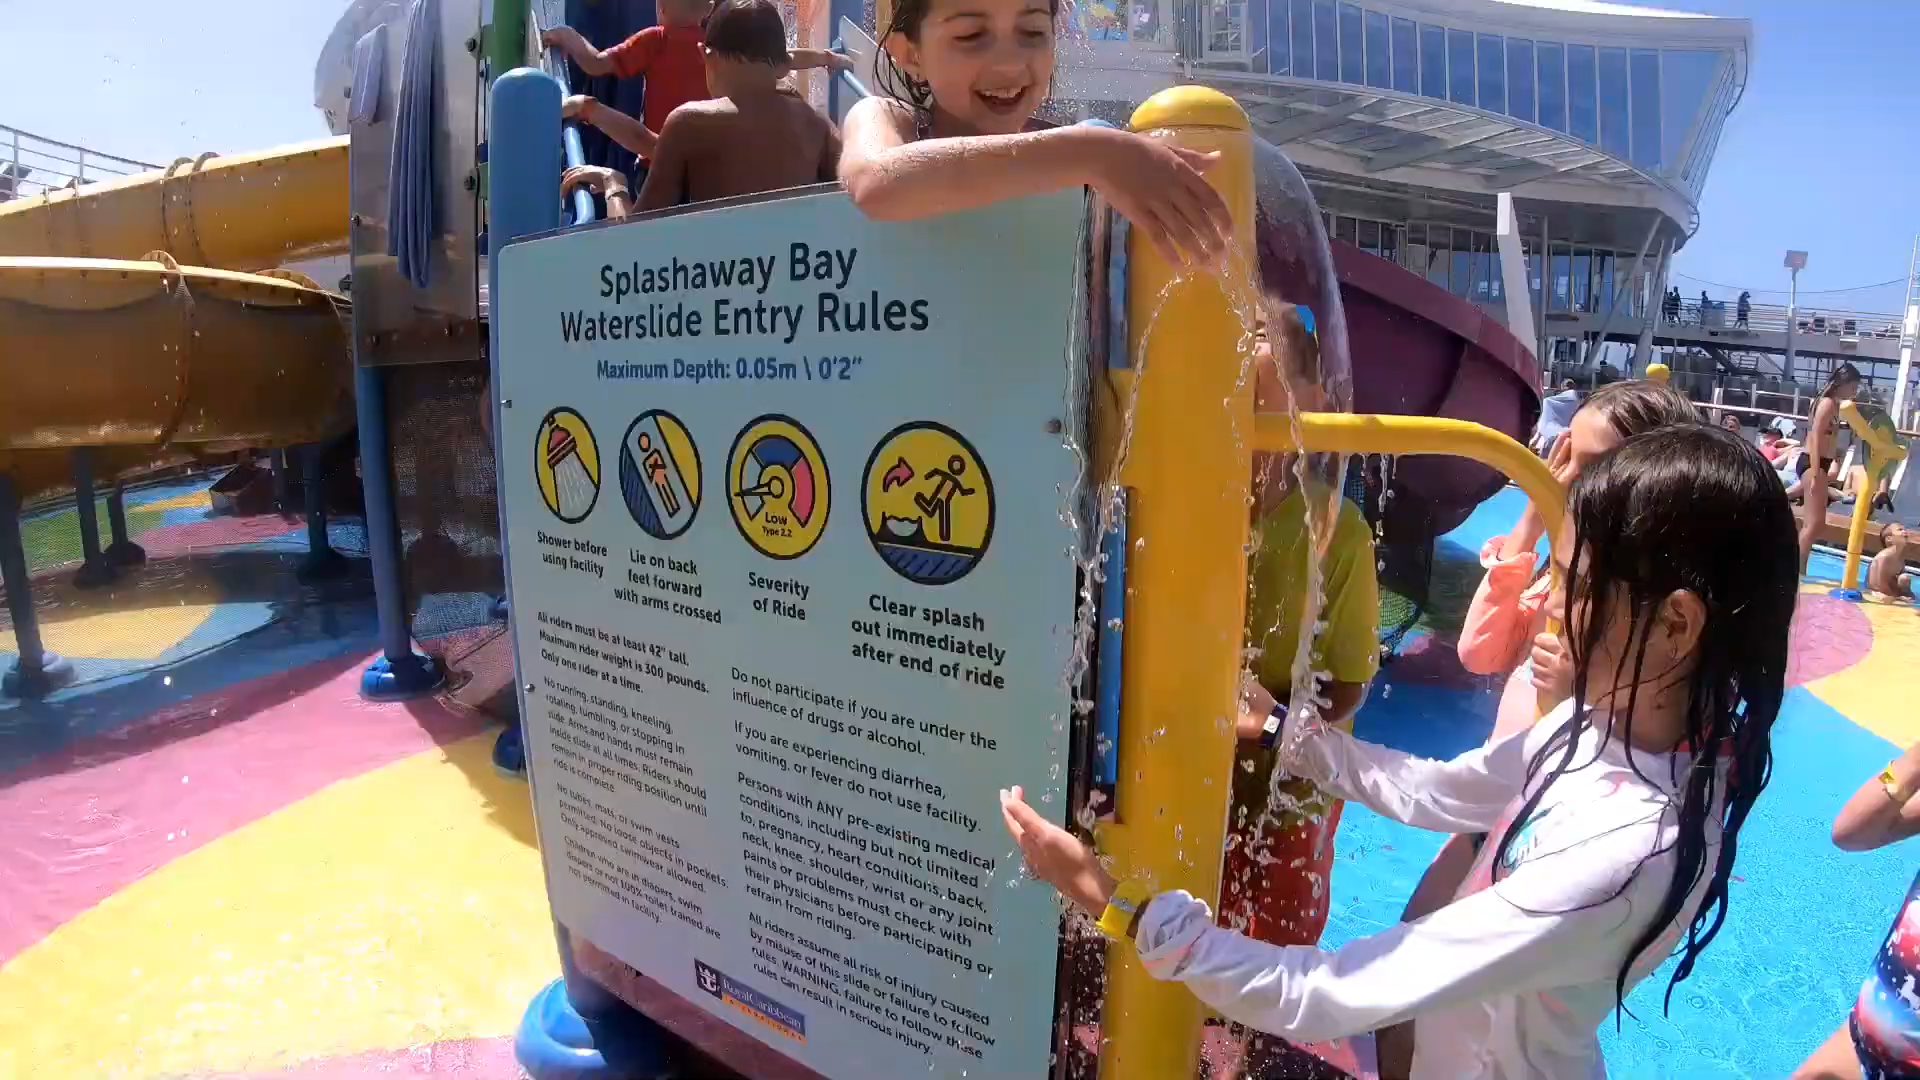 Splashaway Bay
Waterslide Entry Rules
Maximum Depth: 0.05m \ 0'2"
Shower before
using facility
Lie on back
feet forward
with arms crossed
Low
Type 2.2
Severity
of Ride
Clear splash
out immediately
after end of ride
All riders must be at least 42" tall.
Maximum rider weight is 300 pounds.
Only one rider at a time.
No running, standing, kneeling,
rotating, tumbling, or stopping in
slide. Arms and hands must remain
inside slide at all times. Riders should
remain in proper riding position until
ride is complete.
No tubes, mats, or swim vests
permitted. No loose objects in pockets.
Only approved swimwear allowed.
Children who are in diapers, swim
diapers or not 100% toilet trained are
not permitted in facility.
Do not participate if you are under the
influence of drugs or alcohol.
If you are experiencing diarrhea,
vomiting, or fever do not use facility.
Persons with ANY pre-existing medical
conditions, including but not limited
to, pregnancy, heart conditions, back,
neck, knee, shoulder, wrist or any joint
paints or problems must check with
their physicians before participating or
refrain from riding.
All riders assume all risk of injury caused
by misuse of this slide or failure to follow
rules. WARNING, failure to follow these
rules can result in serious injury.
RoyalCaribbean
INTERNATIONAL